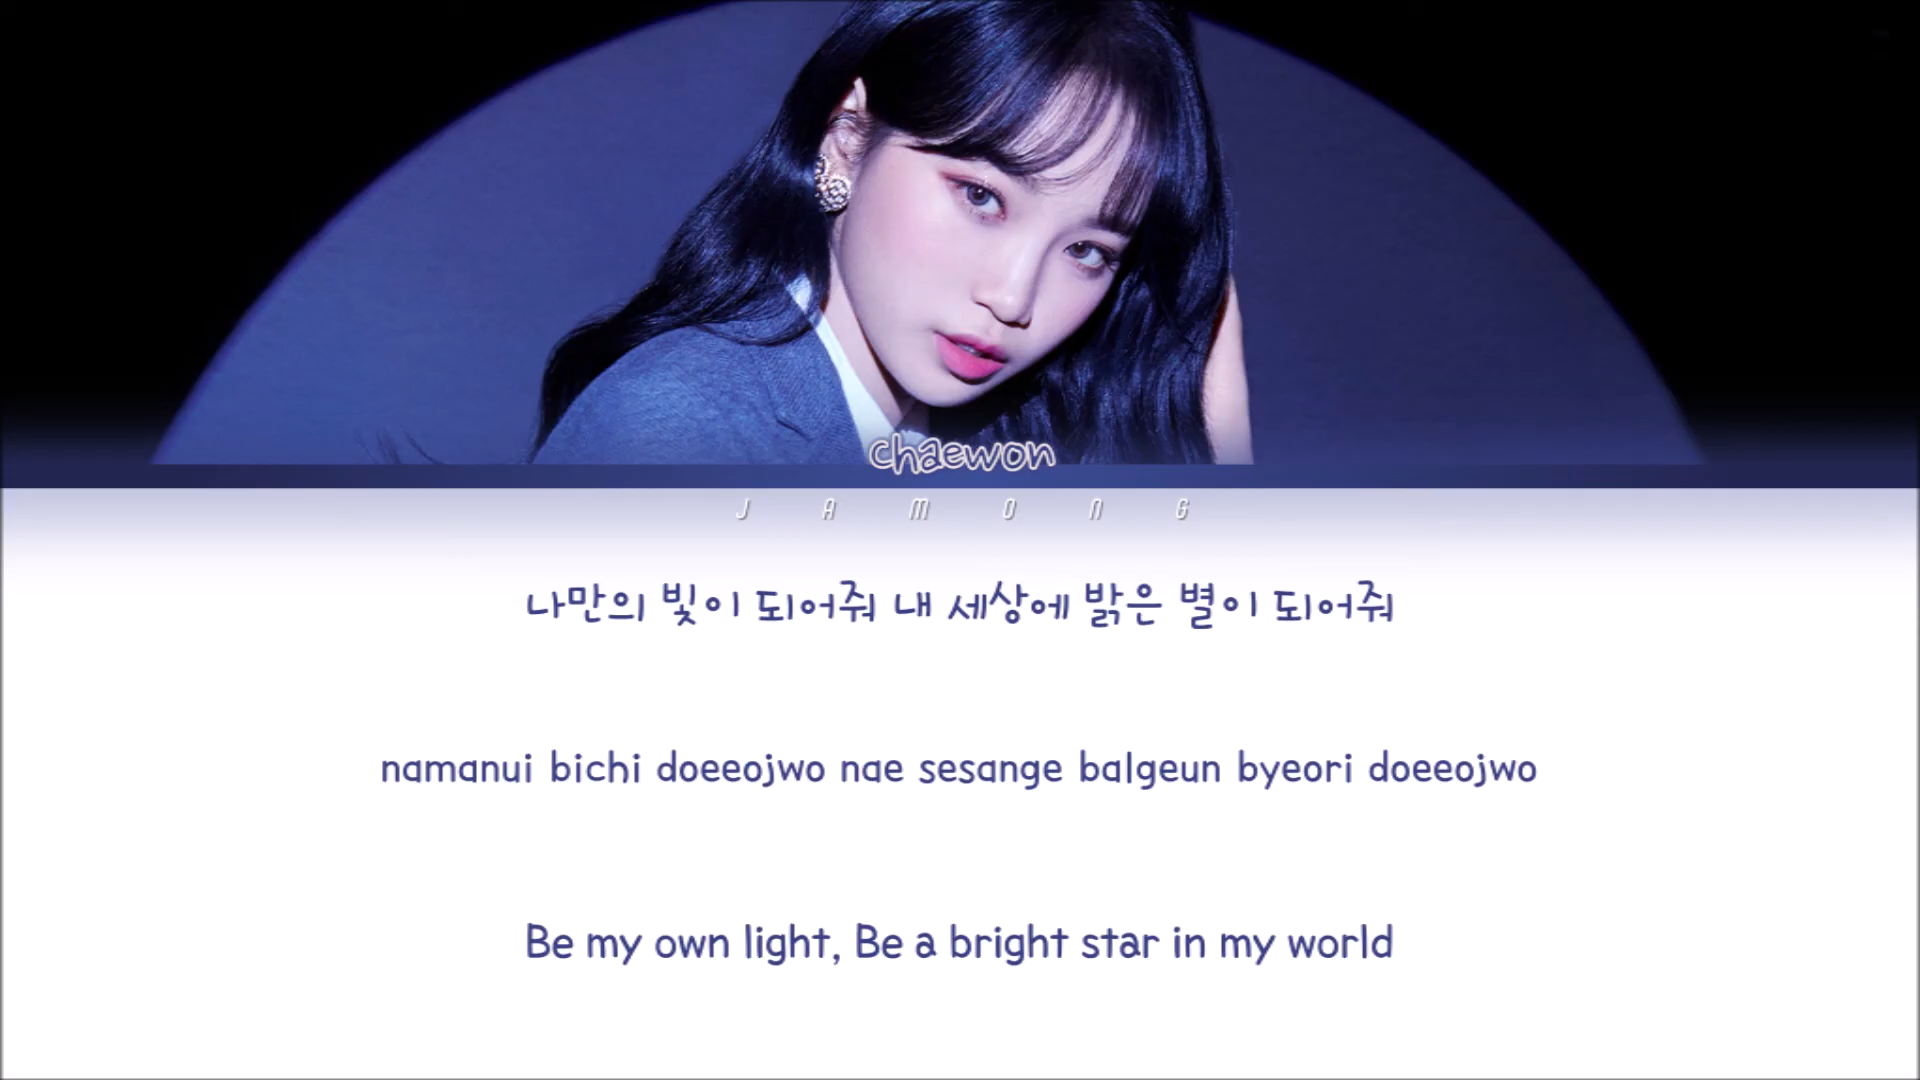 chaewon
JAMONG
나만의 빛이 되어줘 내 세상에 밝은 별이 되어줘
namanui bichi doeeojwo nae sesange balgeun byeori doeeojwo
Be my own light, Be a bright star in my world